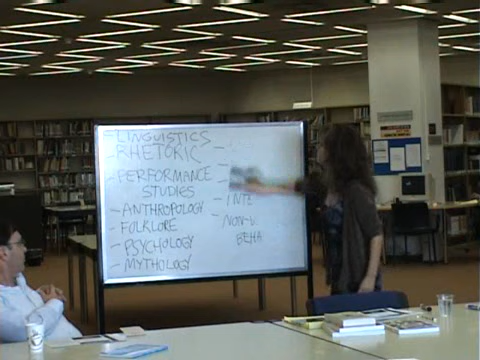 - LINGUISTICS
- RHETORIC
- PERFORMANCE
STUDIES
- ANTHROPOLOGY
- FOLKLORE
- PSYCHOLOGY
- MYTHOLOGY
-
-
-
- INTE
- NON-V.
BEHA